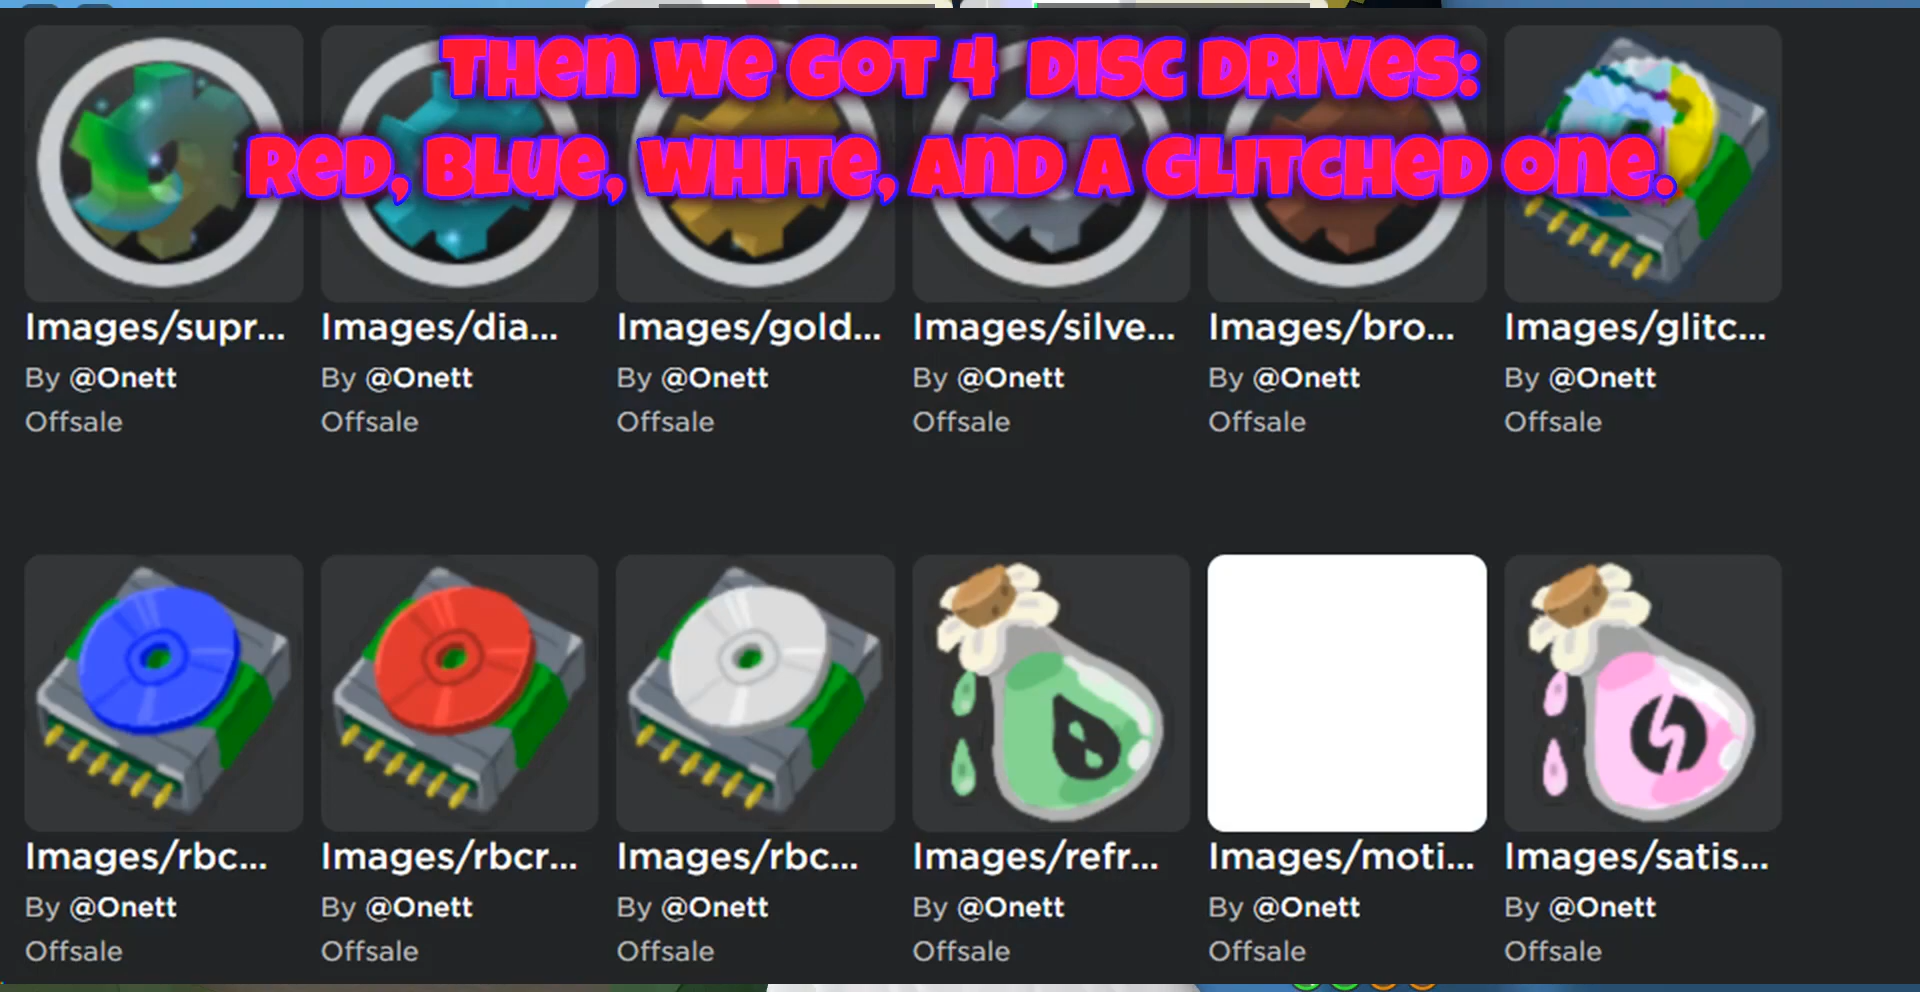 Then we got 4 disc drives:
Red, blue, white, and a glitched one.
Images/supr... Images/dia... Images/gold... Images/silve... Images/bro... Images/glitc...
By @Onett By @Onett By @Onett By @Onett By @Onett By @Onett
Offsale Offsale Offsale Offsale Offsale Offsale
Images/rbc... Images/rbcr... Images/rbc... Images/refr... Images/moti... Images/satis...
By @Onett By @Onett By @Onett By @Onett By @Onett By @Onett
Offsale Offsale Offsale Offsale Offsale Offsale